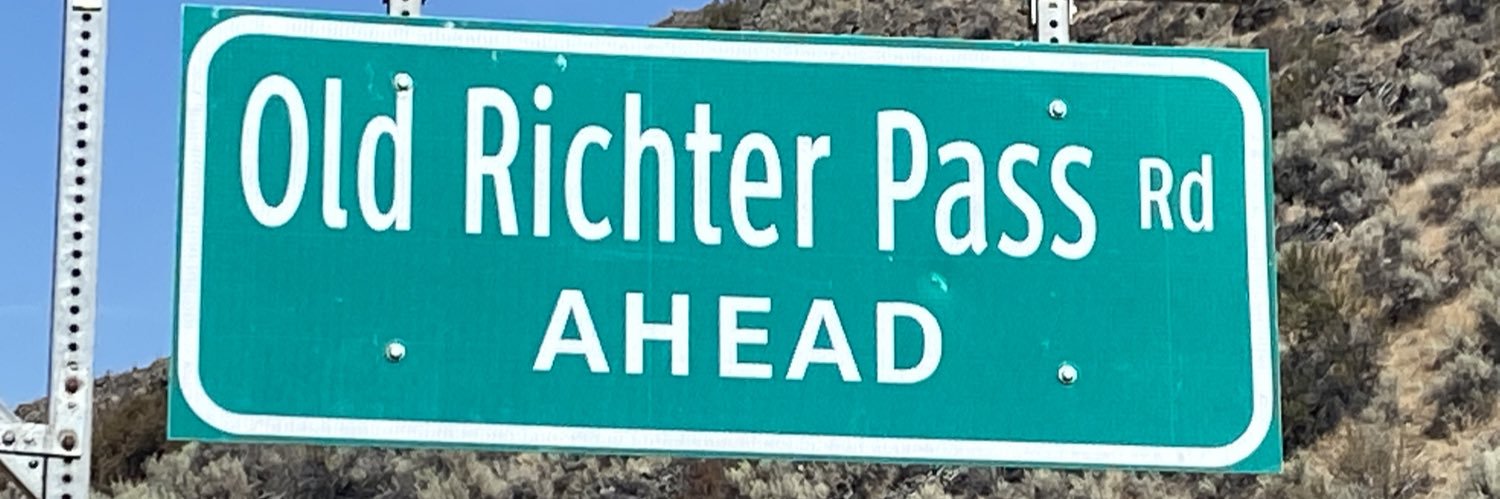 Old Richter Pass Rd
AHEAD